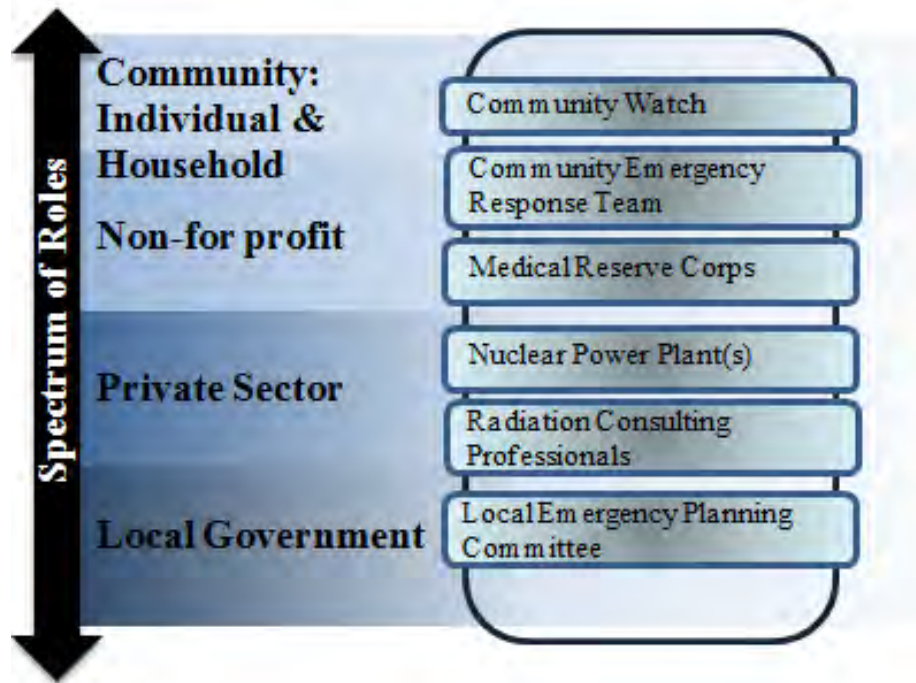 Spectrum of Roles
Community:
Individual &
Household
Non-for profit
Private Sector
Local Government
Community Watch
Community Emergency
Response Team
Medical Reserve Corps
Nuclear Power Plant(s)
Radiation Consulting
Professionals
Local Emergency Planning
Committee